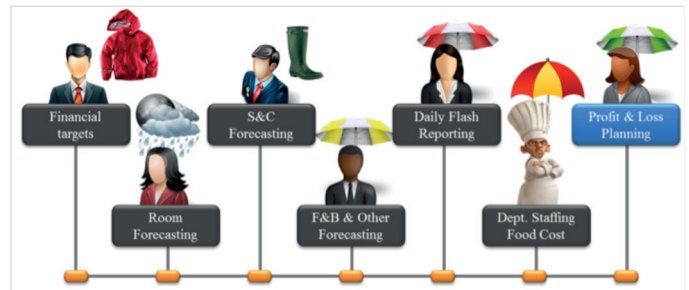 Financial
targets
Room
Forecasting
S&C
Forecasting
F&B & Other
Forecasting
Daily Flash
Reporting
Dept. Staffing
Food Cost
Profit & Loss
Planning